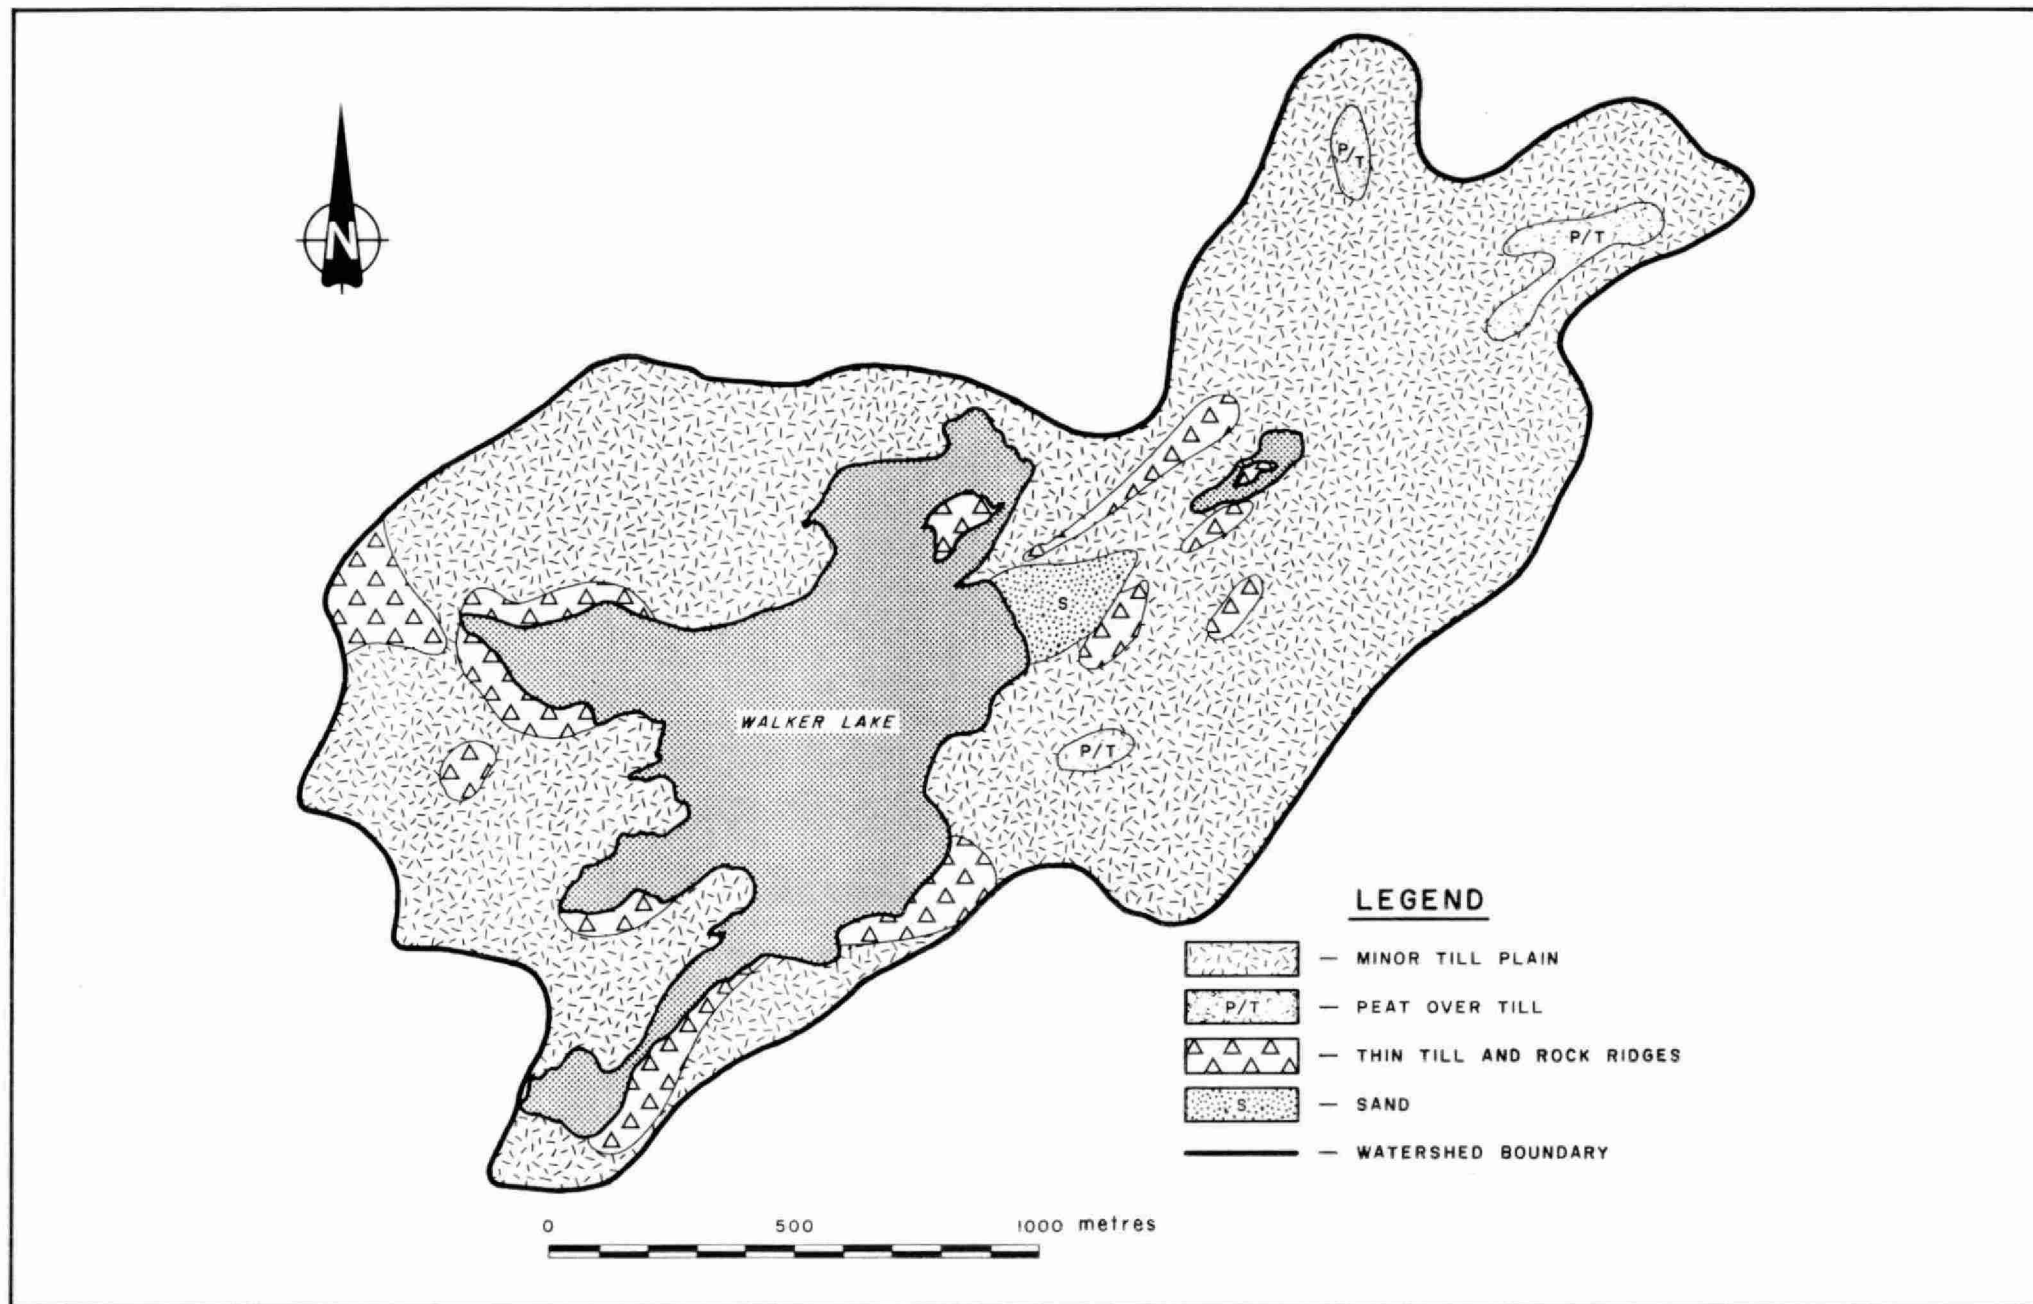 P/T
P/T
N
S
WALKER LAKE
P/T
LEGEND
— MINOR TILL PLAIN
P/T — PEAT OVER TILL
— THIN TILL AND ROCK RIDGES
S — SAND
— WATERSHED BOUNDARY
0 500 1000 metres